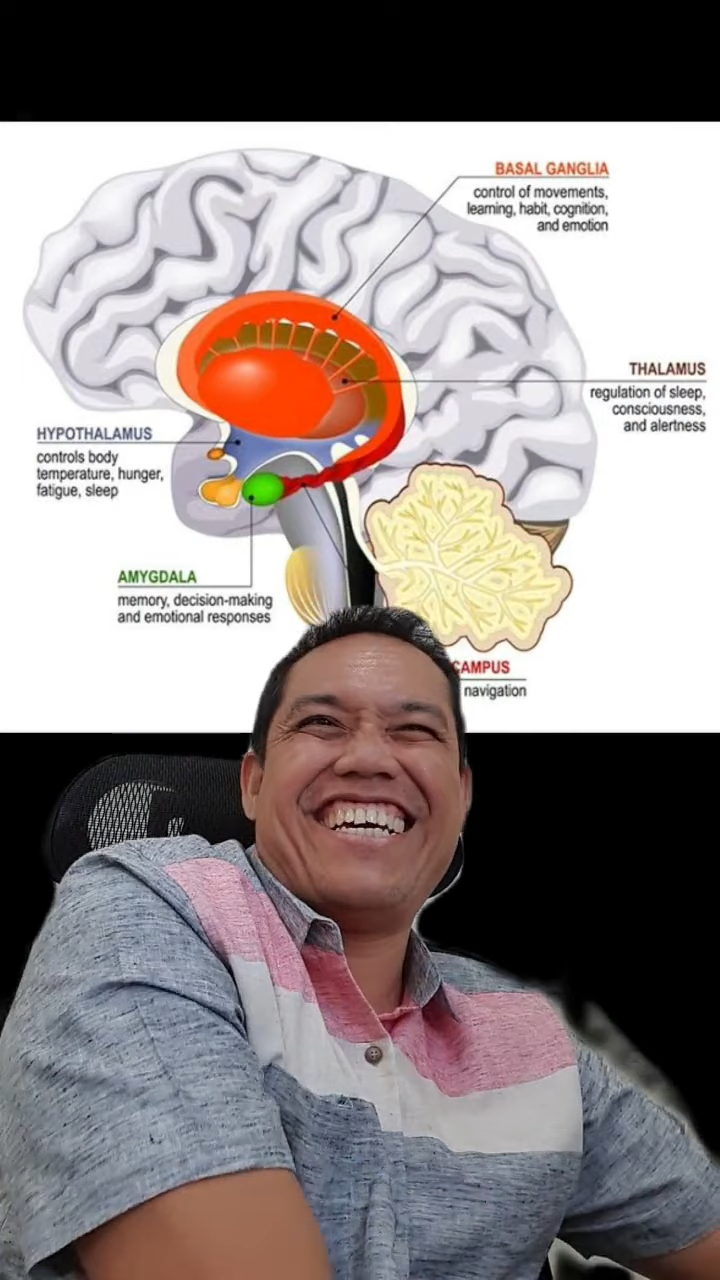 BASAL GANGLIA
control of movements,
learning, habit, cognition,
and emotion
THALAMUS
regulation of sleep,
consciousness,
and alertness
HYPOTHALAMUS
controls body
temperature, hunger,
fatigue, sleep
AMYGDALA
memory, decision-making
and emotional responses
CAMPUS
navigation